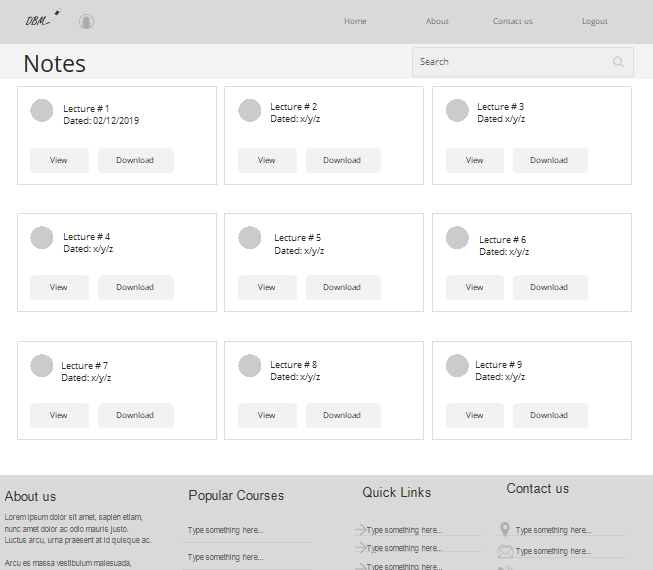 DBM
Home About Contact us Logout
Notes
Search
Lecture # 1
Dated: 02/12/2019
View Download
Lecture # 2
Dated: x/y/z
View Download
Lecture # 3
Dated x/y/z
View Download
Lecture # 4
Dated: x/y/z
View Download
Lecture # 5
Dated: x/y/z
View Download
Lecture # 6
Dated: x/y/z
View Download
Lecture # 7
Dated: x/y/z
View Download
Lecture # 8
Dated: x/y/z
View Download
Lecture # 9
Dated: x/y/z
View Download
About us
Lorem ipsum dolor sit amet, sapien etiam,
nunc amet dolor ac odio mauris justo.
Luctus arcu, urna praesent at id quisque ac.
Arcu es massa vestibulum malesuada,
Popular Courses
Type something here...
Type something here...
Quick Links
Type something here...
Type something here...
Type something here...
Contact us
Type something here...
Type something here...